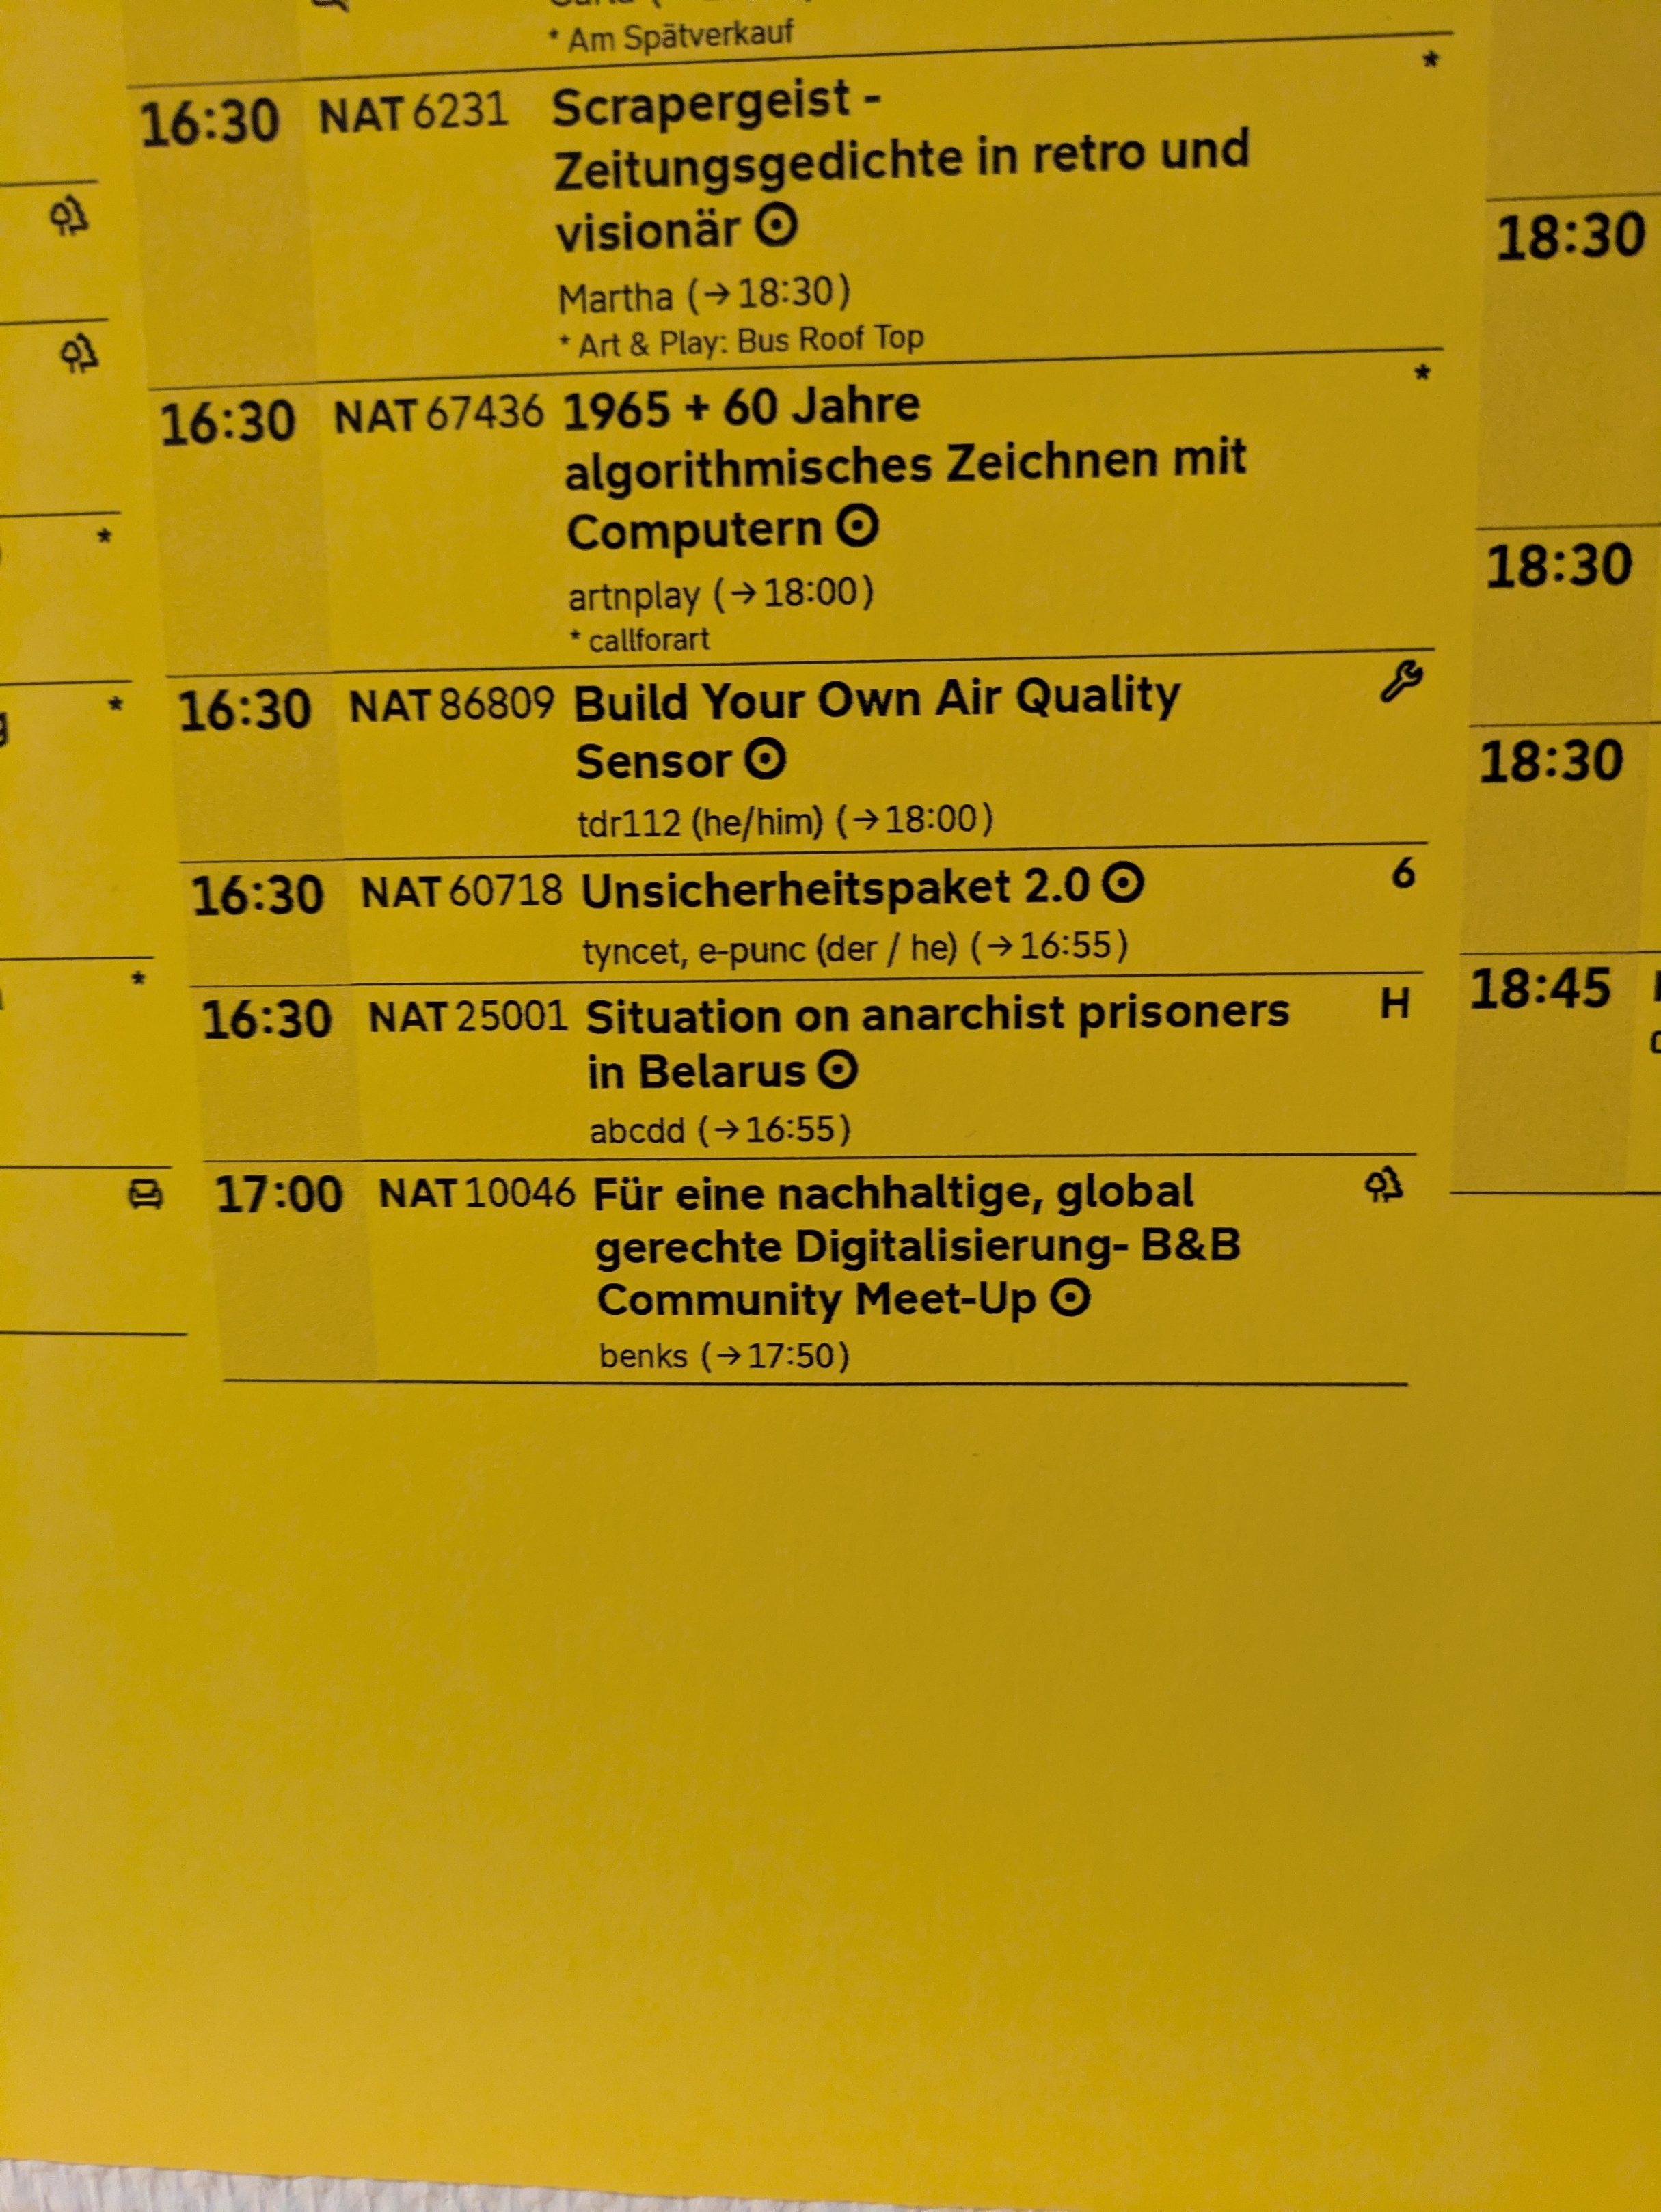 * Am Spätverkauf
*
16:30 NAT 6231 Scrapergeist -
Zeitungsgedichte in retro und
visionär
Martha (→ 18:30)
* Art & Play: Bus Roof Top
*
16:30 NAT 67436 1965 + 60 Jahre
algorithmisches Zeichnen mit
Computern
artnplay (→ 18:00)
* callforart
16:30 NAT 86809 Build Your Own Air Quality
Sensor
tdr112 (he/him) (→ 18:00)
16:30 NAT 60718 Unsicherheitspaket 2.0 6
tyncet, e-punc (der / he) (→ 16:55)
16:30 NAT 25001 Situation on anarchist prisoners H
in Belarus
abcdd (→ 16:55)
17:00 NAT 10046 Für eine nachhaltige, global
gerechte Digitalisierung- B&B
Community Meet-Up
benks (→ 17:50)
18:30
18:30
18:30
18:45